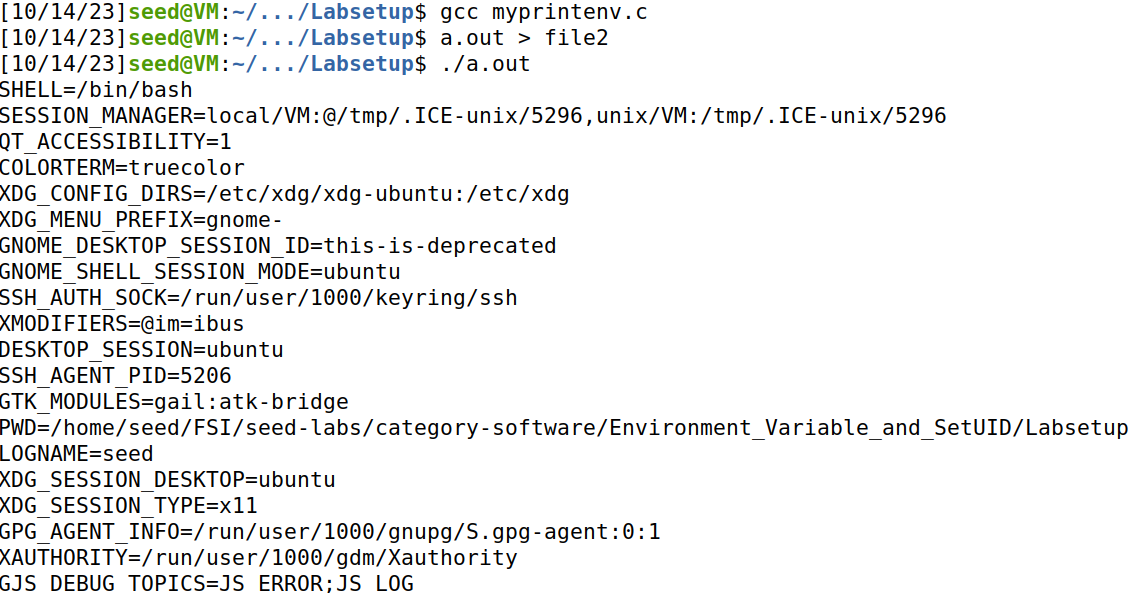 [10/14/23]seed@VM:~/.../Labsetup$ gcc myprintenv.c
[10/14/23]seed@VM:~/.../Labsetup$ a.out > file2
[10/14/23]seed@VM:~/.../Labsetup$ ./a.out
SHELL=/bin/bash
SESSION_MANAGER=local/VM:@/tmp/.ICE-unix/5296,unix/VM:/tmp/.ICE-unix/5296
QT_ACCESSIBILITY=1
COLORTERM=truecolor
XDG_CONFIG_DIRS=/etc/xdg/xdg-ubuntu:/etc/xdg
XDG_MENU_PREFIX=gnome-
GNOME_DESKTOP_SESSION_ID=this-is-deprecated
GNOME_SHELL_SESSION_MODE=ubuntu
SSH_AUTH_SOCK=/run/user/1000/keyring/ssh
XMODIFIERS=@im=ibus
DESKTOP_SESSION=ubuntu
SSH_AGENT_PID=5206
GTK_MODULES=gail:atk-bridge
PWD=/home/seed/FSI/seed-labs/category-software/Environment_Variable_and_SetUID/Labsetup
LOGNAME=seed
XDG_SESSION_DESKTOP=ubuntu
XDG_SESSION_TYPE=x11
GPG_AGENT_INFO=/run/user/1000/gnupg/S.gpg-agent:0:1
XAUTHORITY=/run/user/1000/gdm/Xauthority
GJS_DEBUG_TOPICS=JS ERROR;JS LOG